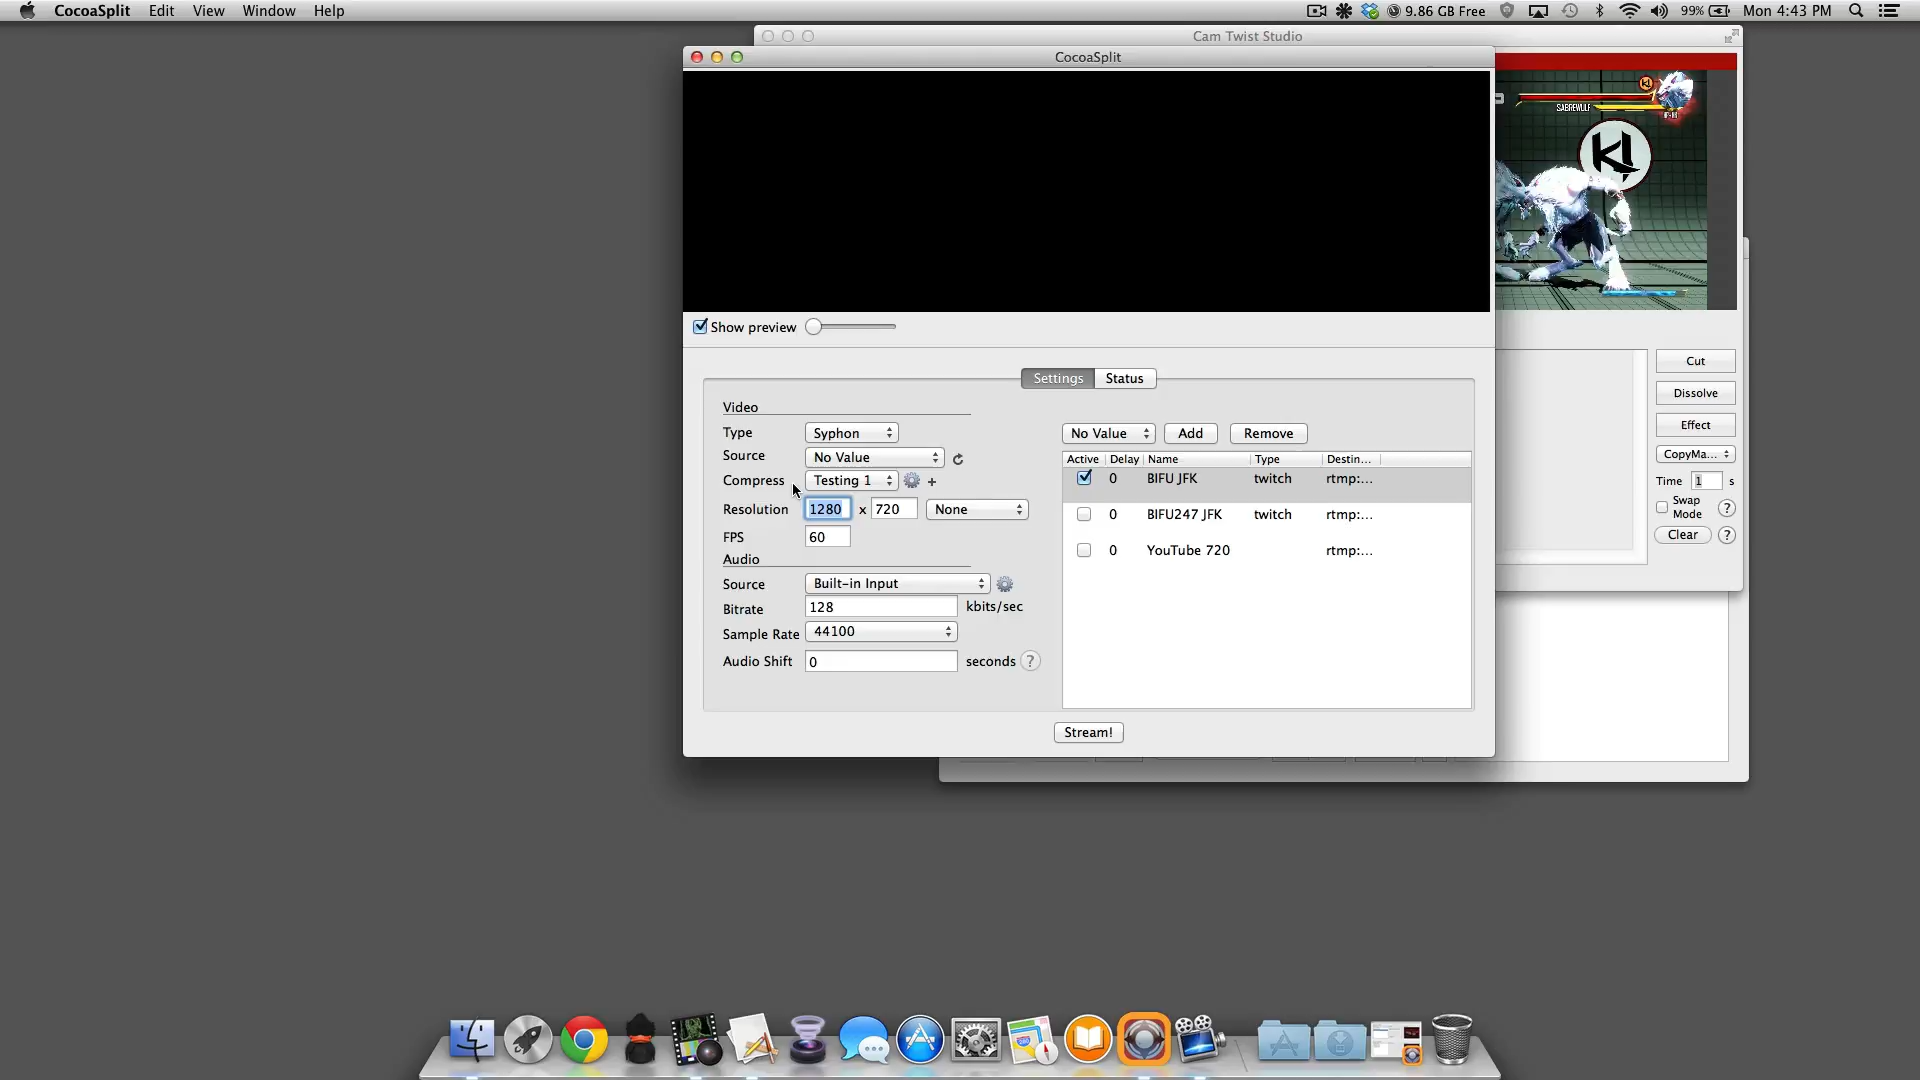 CocoaSplit Edit View Window Help 9.86 GB Free 99% Mon 4:43 PM
Cam Twist Studio
CocoaSplit
SABREWULF
Show preview
Settings Status
Video
Type Syphon
Source No Value
Compress Testing 1
Resolution 1280 x 720 None
FPS 60
Audio
Source Built-in Input
Bitrate 128 kbits/sec
Sample Rate 44100
Audio Shift 0 seconds ?
No Value Add Remove
Active Delay Name Type Destin...
0 BIFU JFK twitch rtmp:...
0 BIFU247 JFK twitch rtmp:...
0 YouTube 720 rtmp:...
Stream!
Cut
Dissolve
Effect
CopyMa...
Time 1 s
Swap Mode ?
Clear ?